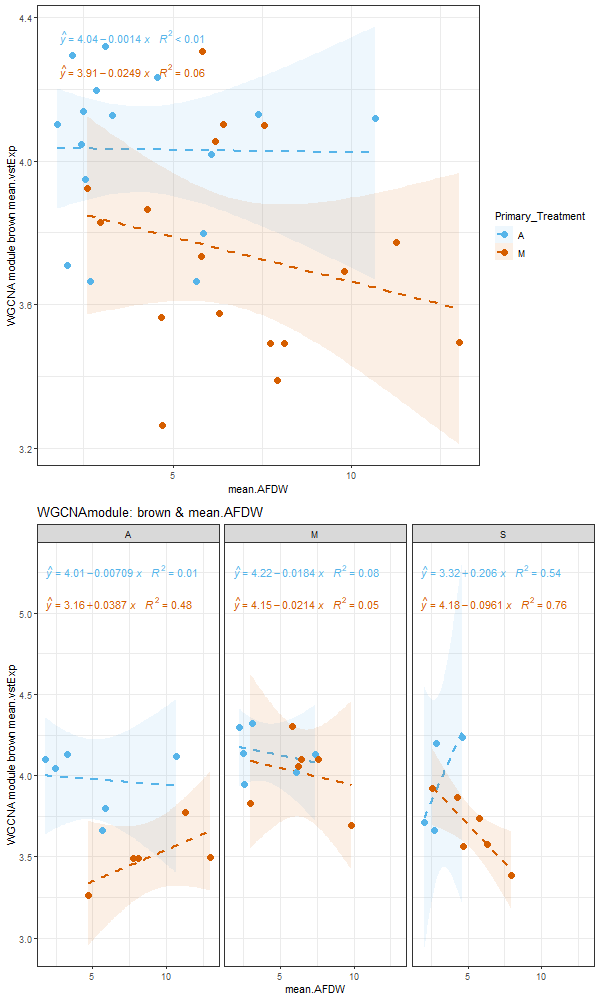 4.4
4.0
3.6
3.2
WGCNA module brown mean.vstExp
ŷ = 4.04 − 0.0014 x R² < 0.01
ŷ = 3.91 − 0.0249 x R² = 0.06
5 10
mean.AFDW
Primary_Treatment
A
M
WGCNAmodule: brown & mean.AFDW
A M S
ŷ = 4.01 − 0.00709 x R² = 0.01 ŷ = 4.22 − 0.0184 x R² = 0.08 ŷ = 3.32 + 0.206 x R² = 0.54
ŷ = 3.16 + 0.0387 x R² = 0.48 ŷ = 4.15 − 0.0214 x R² = 0.05 ŷ = 4.18 − 0.0961 x R² = 0.76
5.0
4.5
4.0
3.5
3.0
WGCNA module brown mean.vstExp
5 10 5 10 5 10
mean.AFDW